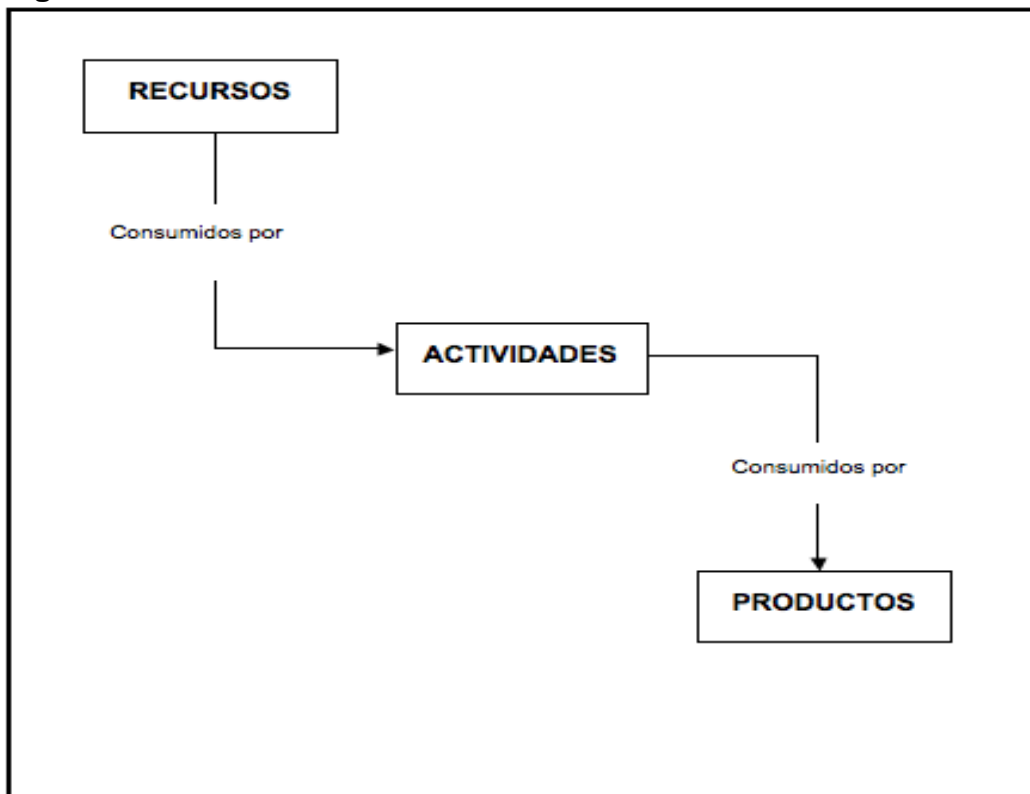 RECURSOS
Consumidos por
ACTIVIDADES
Consumidos por
PRODUCTOS